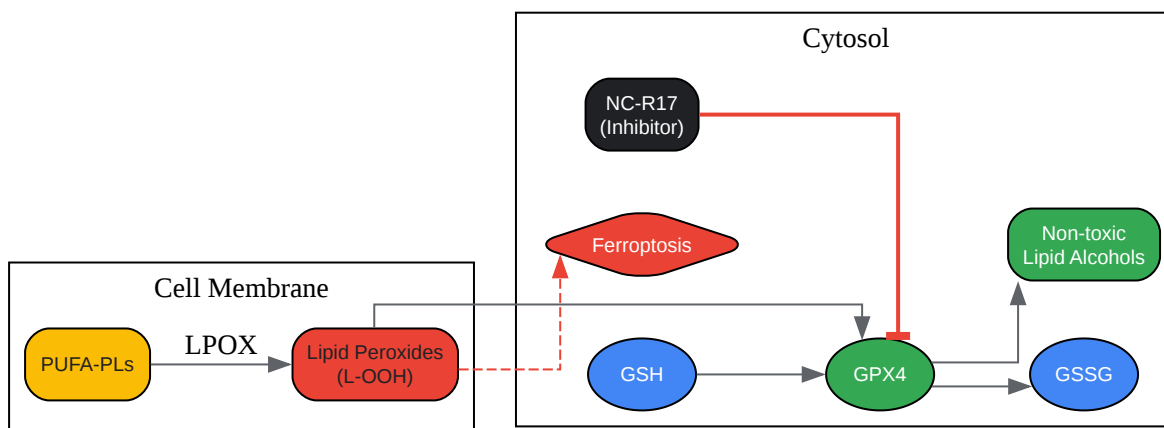 Cytosol
NC-R17
(Inhibitor)
Ferroptosis
Non-toxic
Lipid Alcohols
Cell Membrane
PUFA-PLs
LPOX
Lipid Peroxides
(L-OOH)
GSH
GPX4
GSSG